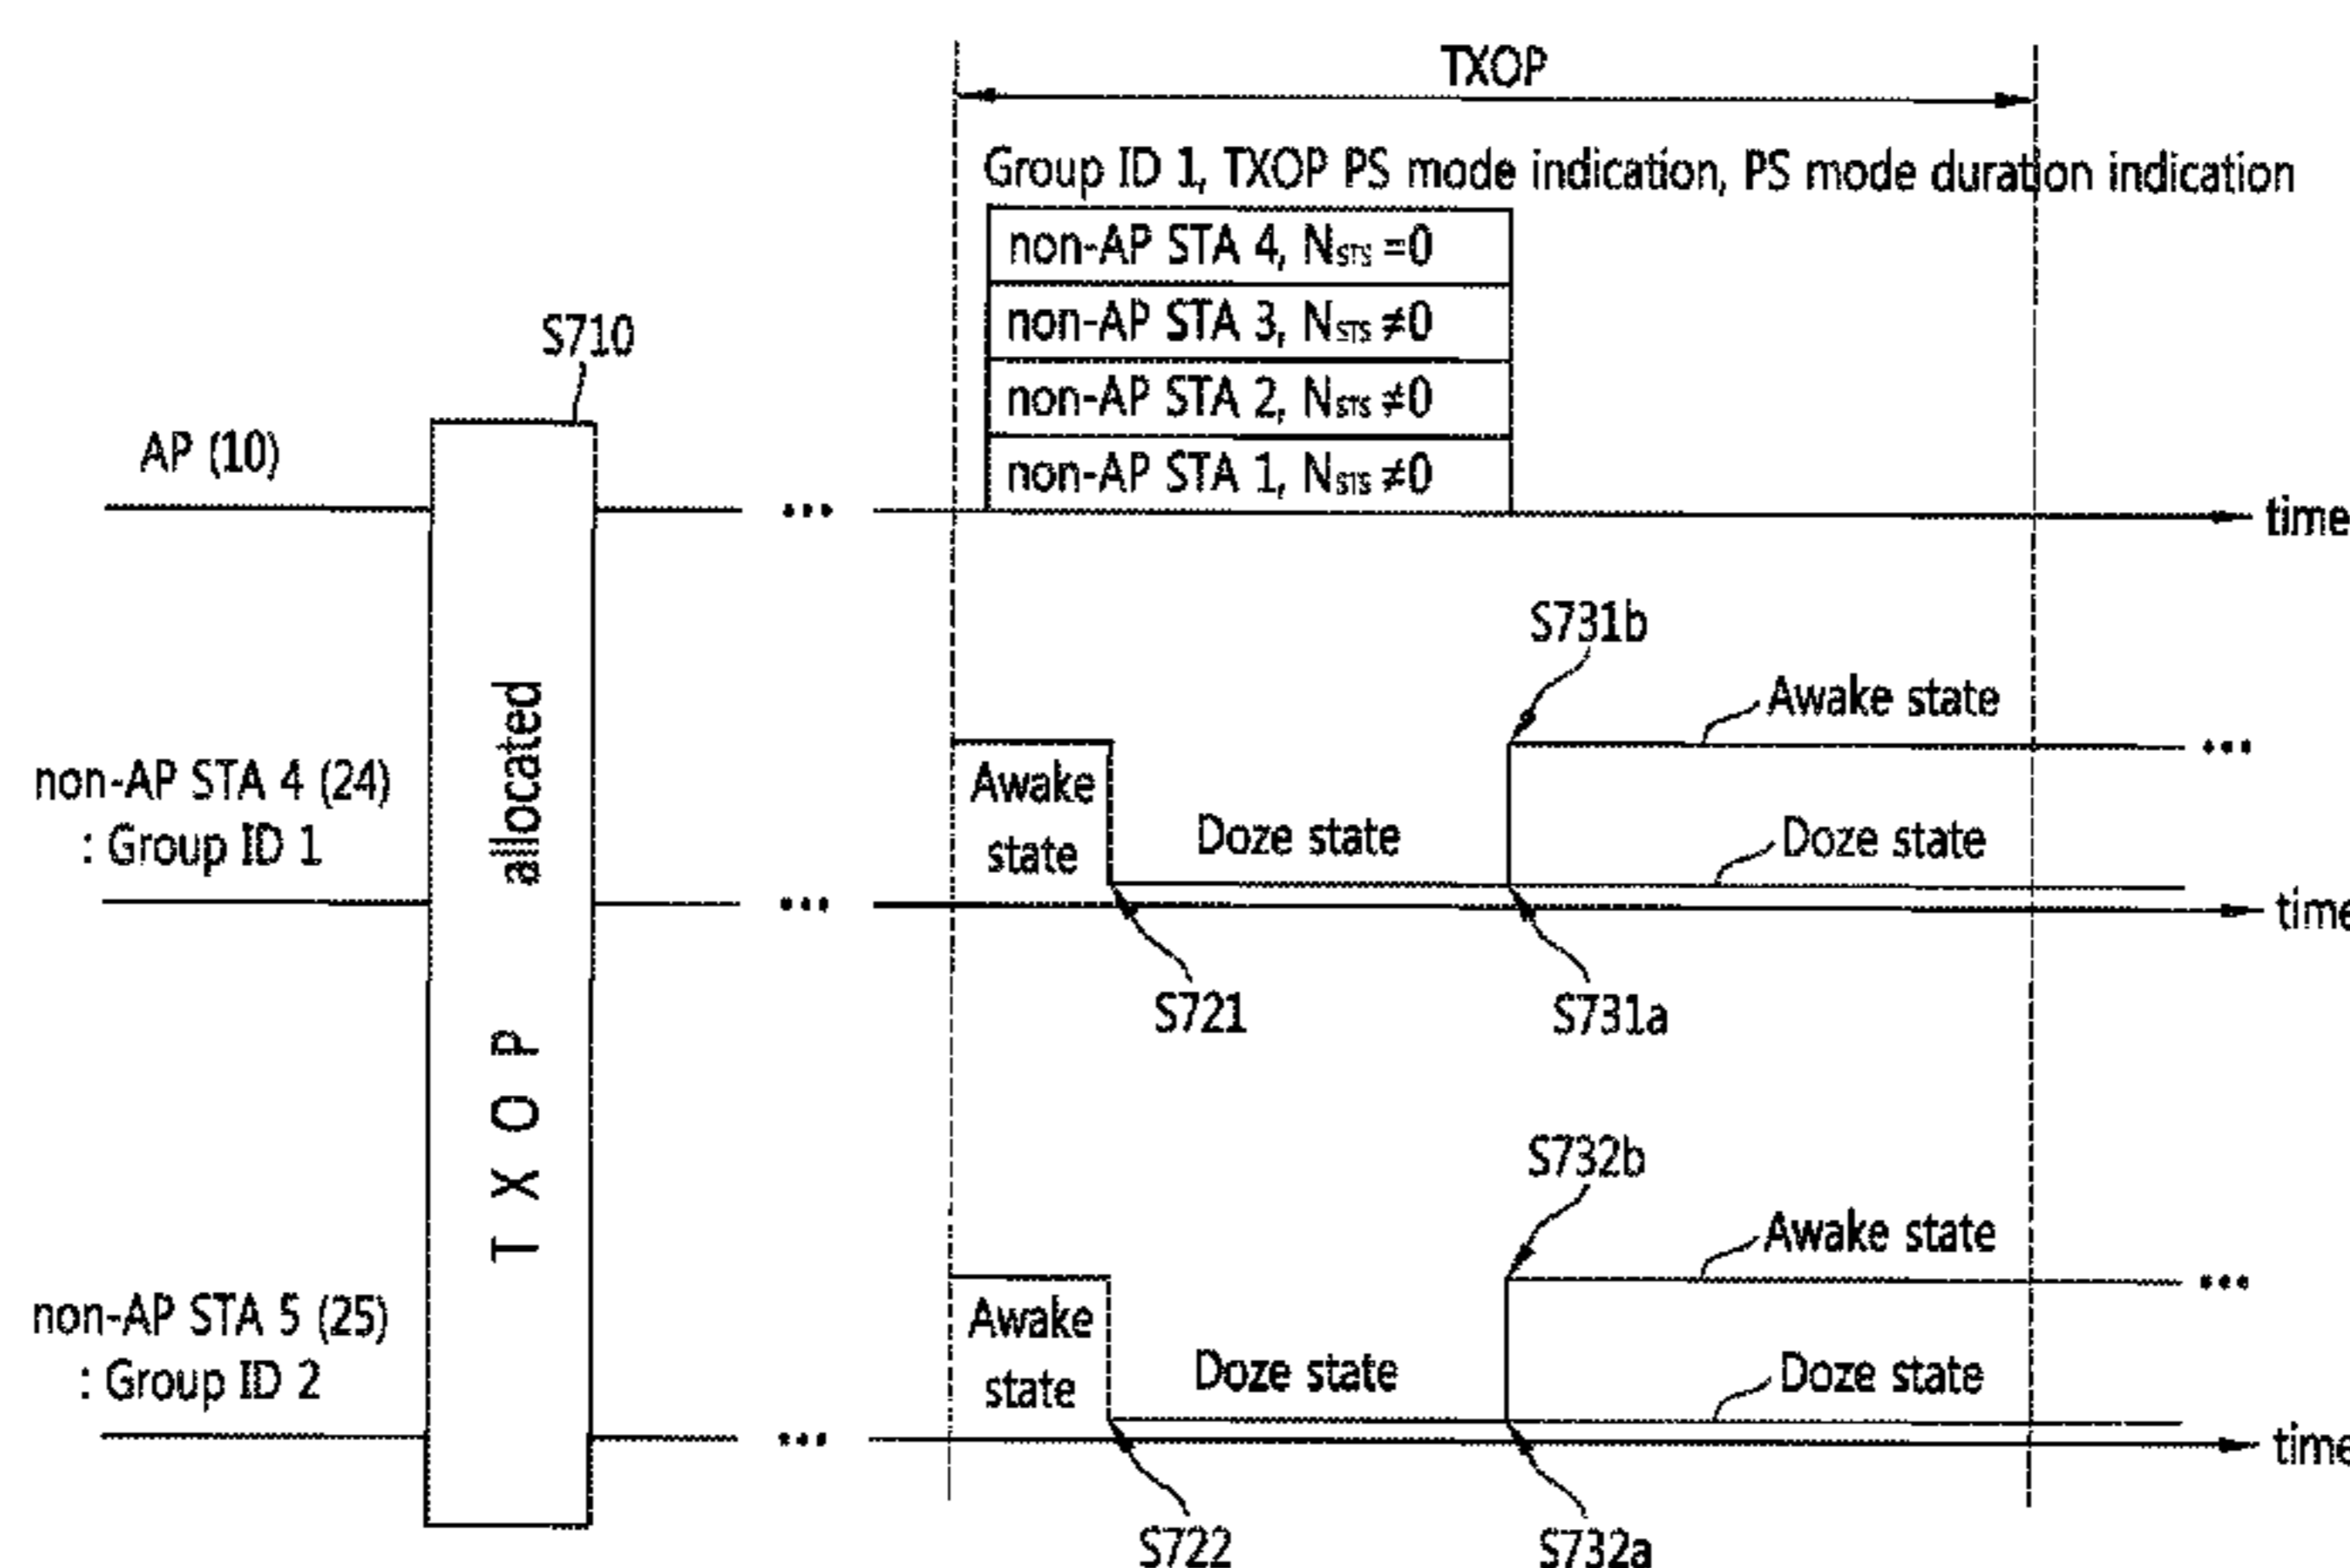 TXOP
Group ID 1, TXOP PS mode indication, PS mode duration indication
non-AP STA 4, NSTS =0
non-AP STA 3, NSTS ≠0
non-AP STA 2, NSTS ≠0
non-AP STA 1, NSTS ≠0
S710
AP (10)
...
time
TXOP allocated
S731b
Awake state
...
non-AP STA 4 (24)
: Group ID 1
Awake
state
Doze state
Doze state
...
time
S721
S731a
S732b
Awake state
...
non-AP STA 5 (25)
: Group ID 2
Awake
state
Doze state
Doze state
...
time
S722
S732a